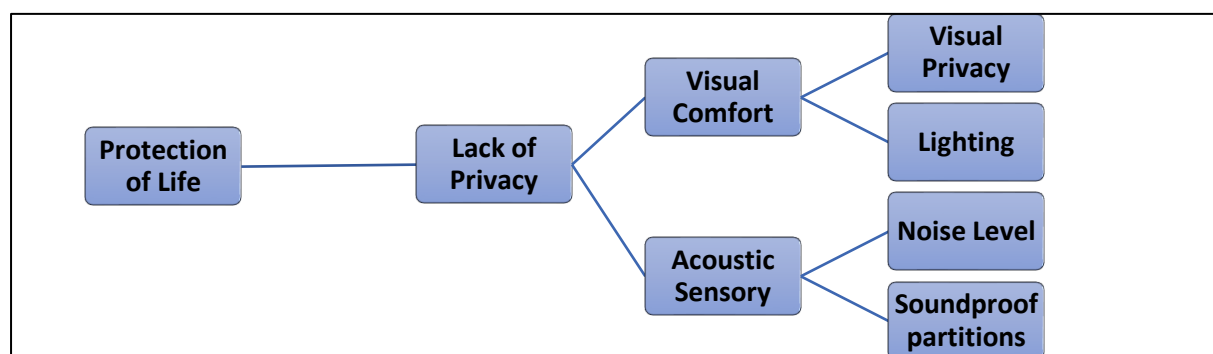 Protection
of Life
Lack of
Privacy
Visual
Comfort
Visual
Privacy
Lighting
Acoustic
Sensory
Noise Level
Soundproof
partitions